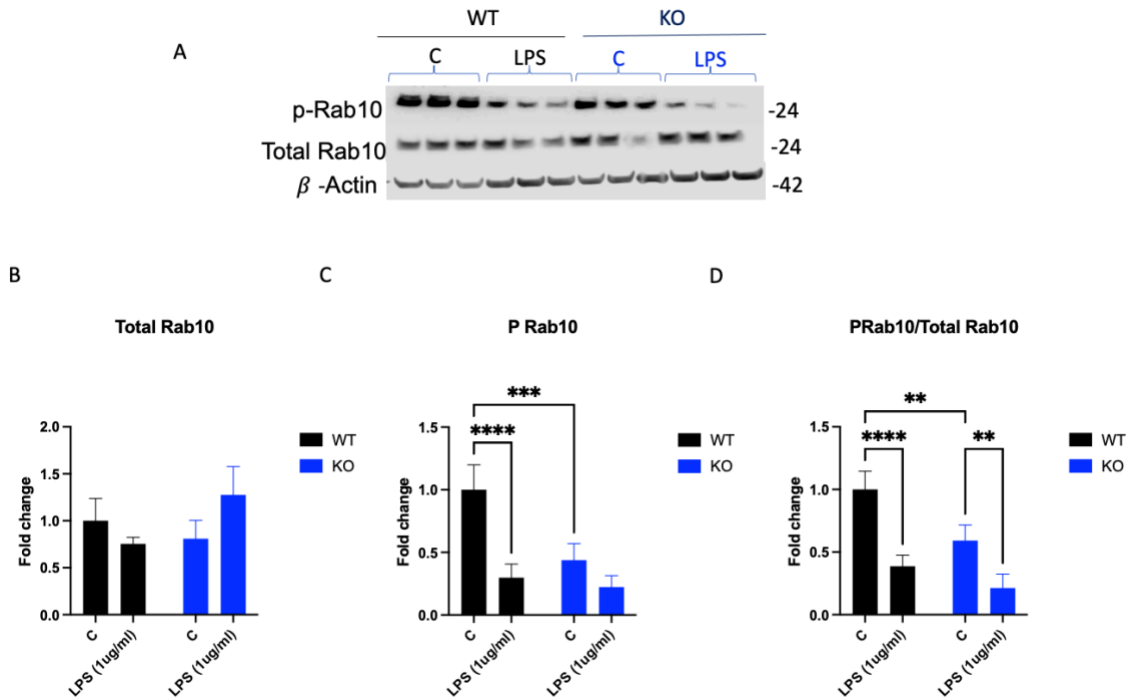 WT KO
A
C LPS C LPS
p-Rab10 -24
Total Rab10 -24
β -Actin -42
B C D
Total Rab10
Fold change
2.0
1.5
1.0
0.5
0.0
C
LPS (1ug/ml)
C
LPS (1ug/ml)
WT
KO
P Rab10
Fold change
1.5
1.0
0.5
0.0
***
****
C
LPS (1ug/ml)
C
LPS (1ug/ml)
WT
KO
PRab10/Total Rab10
Fold change
1.5
1.0
0.5
0.0
**
**** **
C
LPS (1ug/ml)
C
LPS (1ug/ml)
WT
KO